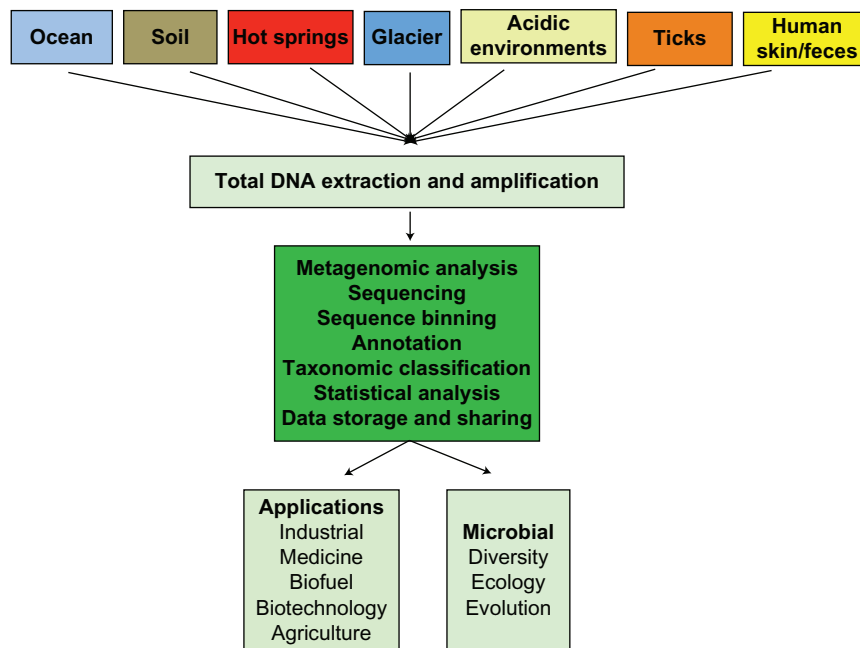 Ocean
Soil
Hot springs
Glacier
Acidic
environments
Ticks
Human
skin/feces
Total DNA extraction and amplification
Metagenomic analysis
Sequencing
Sequence binning
Annotation
Taxonomic classification
Statistical analysis
Data storage and sharing
Applications
Industrial
Medicine
Biofuel
Biotechnology
Agriculture
Microbial
Diversity
Ecology
Evolution